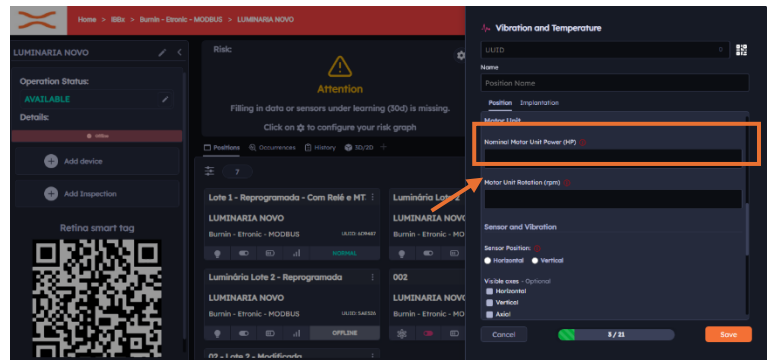 Home > IBBx > Burnin - Etronic - MODBUS > LUMINARIA NOVO
LUMINARIA NOVO
Operation Status:
AVAILABLE
Details:
Offline
Add device
Add Inspection
Retina smart tag
Risk:
Attention
Filling in data or sensors under learning (30d) is missing.
Click on to configure your risk graph
Positions Occurrences History 3D/2D +
7
Lote 1 - Reprogramada - Com Relé e MT
LUMINARIA NOVO
Burnin - Etronic - MODBUS
NORMAL
Luminária Lote 2
LUMINARIA NOVO
Burnin - Etronic - MO
Luminária Lote 2 - Reprogramada
LUMINARIA NOVO
Burnin - Etronic - MODBUS
OFFLINE
002
LUMINARIA NOVO
Burnin - Etronic - MO
02 - Lote 2 - Modificada
Vibration and Temperature
UUID
Name
Position Name
Position Implantation
Motor Unit
Nominal Motor Unit Power (HP)
Motor Unit Rotation (rpm)
Sensor and Vibration
Sensor Position:
Horizontal Vertical
Visible axes - Optional
Horizontal
Vertical
Axial
Cancel 3 / 21 Save